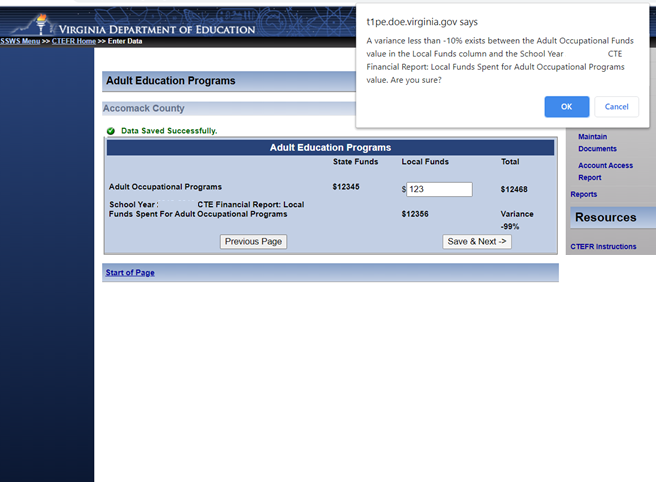 VIRGINIA DEPARTMENT OF EDUCATION
SSWS Menu >> CTEFR Home >> Enter Data
t1pe.doe.virginia.gov says
A variance less than -10% exists between the Adult Occupational Funds
value in the Local Funds column and the School Year CTE
Financial Report: Local Funds Spent for Adult Occupational Programs
value. Are you sure?
OK Cancel
Adult Education Programs
Accomack County
Data Saved Successfully.
Adult Education Programs
State Funds Local Funds Total
Adult Occupational Programs $12345 $ 123 $12468
School Year : CTE Financial Report: Local
Funds Spent For Adult Occupational Programs $12356 Variance
-99%
Previous Page Save & Next ->
Start of Page
Maintain
Documents
Account Access
Report
Reports
Resources
CTEFR Instructions